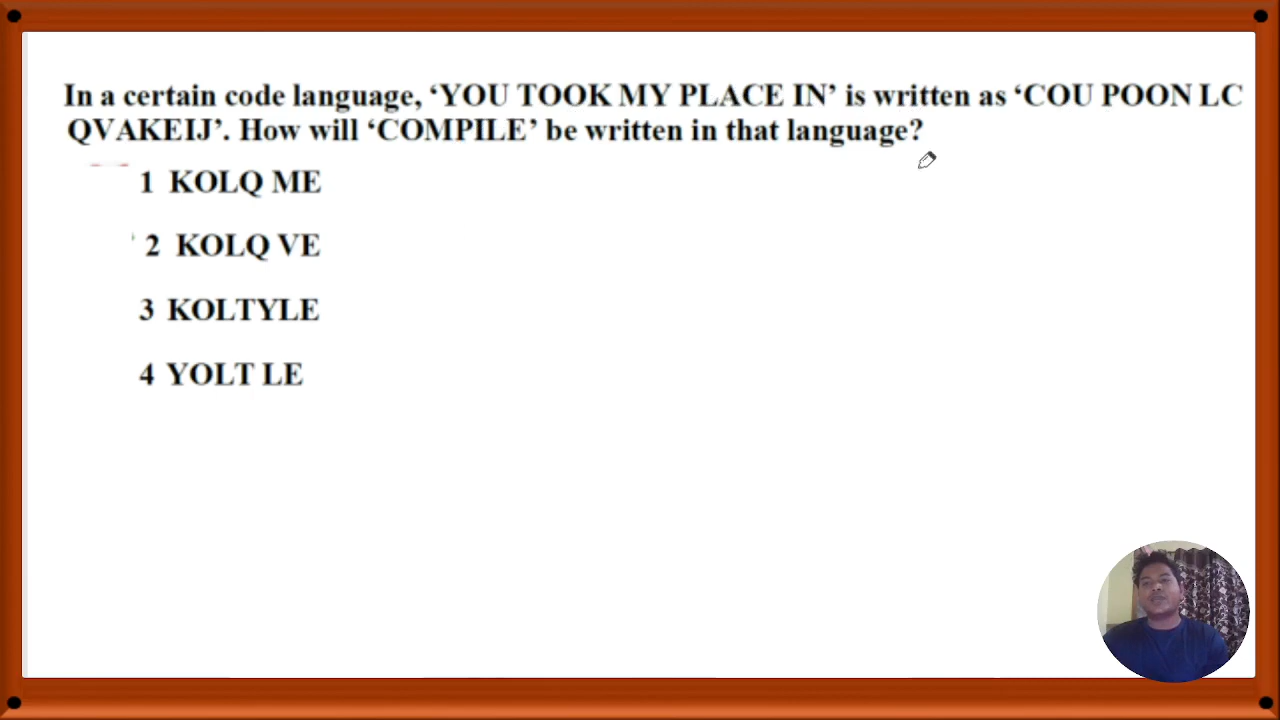 In a certain code language, ‘YOU TOOK MY PLACE IN’ is written as ‘COU POON LC
QVAKEIJ’. How will ‘COMPILE’ be written in that language?
1 KOLQ ME
2 KOLQ VE
3 KOLTYLE
4 YOLT LE